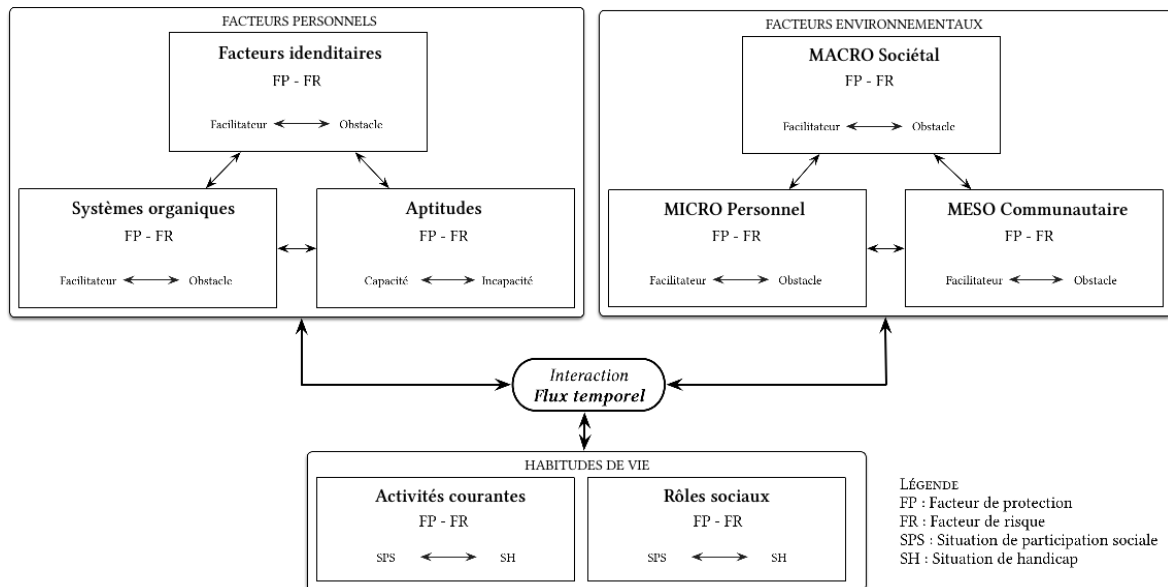 FACTEURS PERSONNELS
Facteurs idenditaires
FP - FR
Facilitateur Obstacle
Systèmes organiques
FP - FR
Facilitateur Obstacle
Aptitudes
FP - FR
Capacité Incapacité
FACTEURS ENVIRONNEMENTAUX
MACRO Sociétal
FP - FR
Facilitateur Obstacle
MICRO Personnel
FP - FR
Facilitateur Obstacle
MESO Communautaire
FP - FR
Facilitateur Obstacle
Interaction
Flux temporel
HABITUDES DE VIE
Activités courantes
FP - FR
SPS SH
Rôles sociaux
FP - FR
SPS SH
LÉGENDE
FP : Facteur de protection
FR : Facteur de risque
SPS : Situation de participation sociale
SH : Situation de handicap